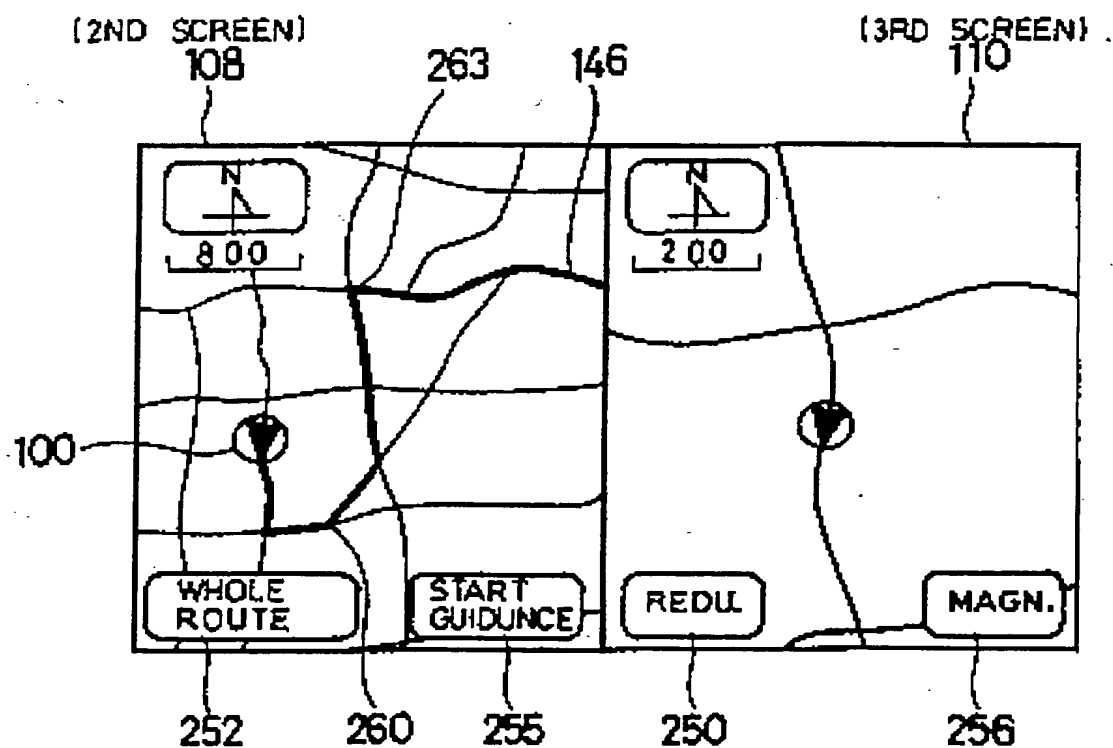 (2ND SCREEN)
108
263
146
(3RD SCREEN)
110
N
800
N
200
100
WHOLE
ROUTE
START
GUIDUNCE
REDU.
MAGN.
252
260
255
250
256